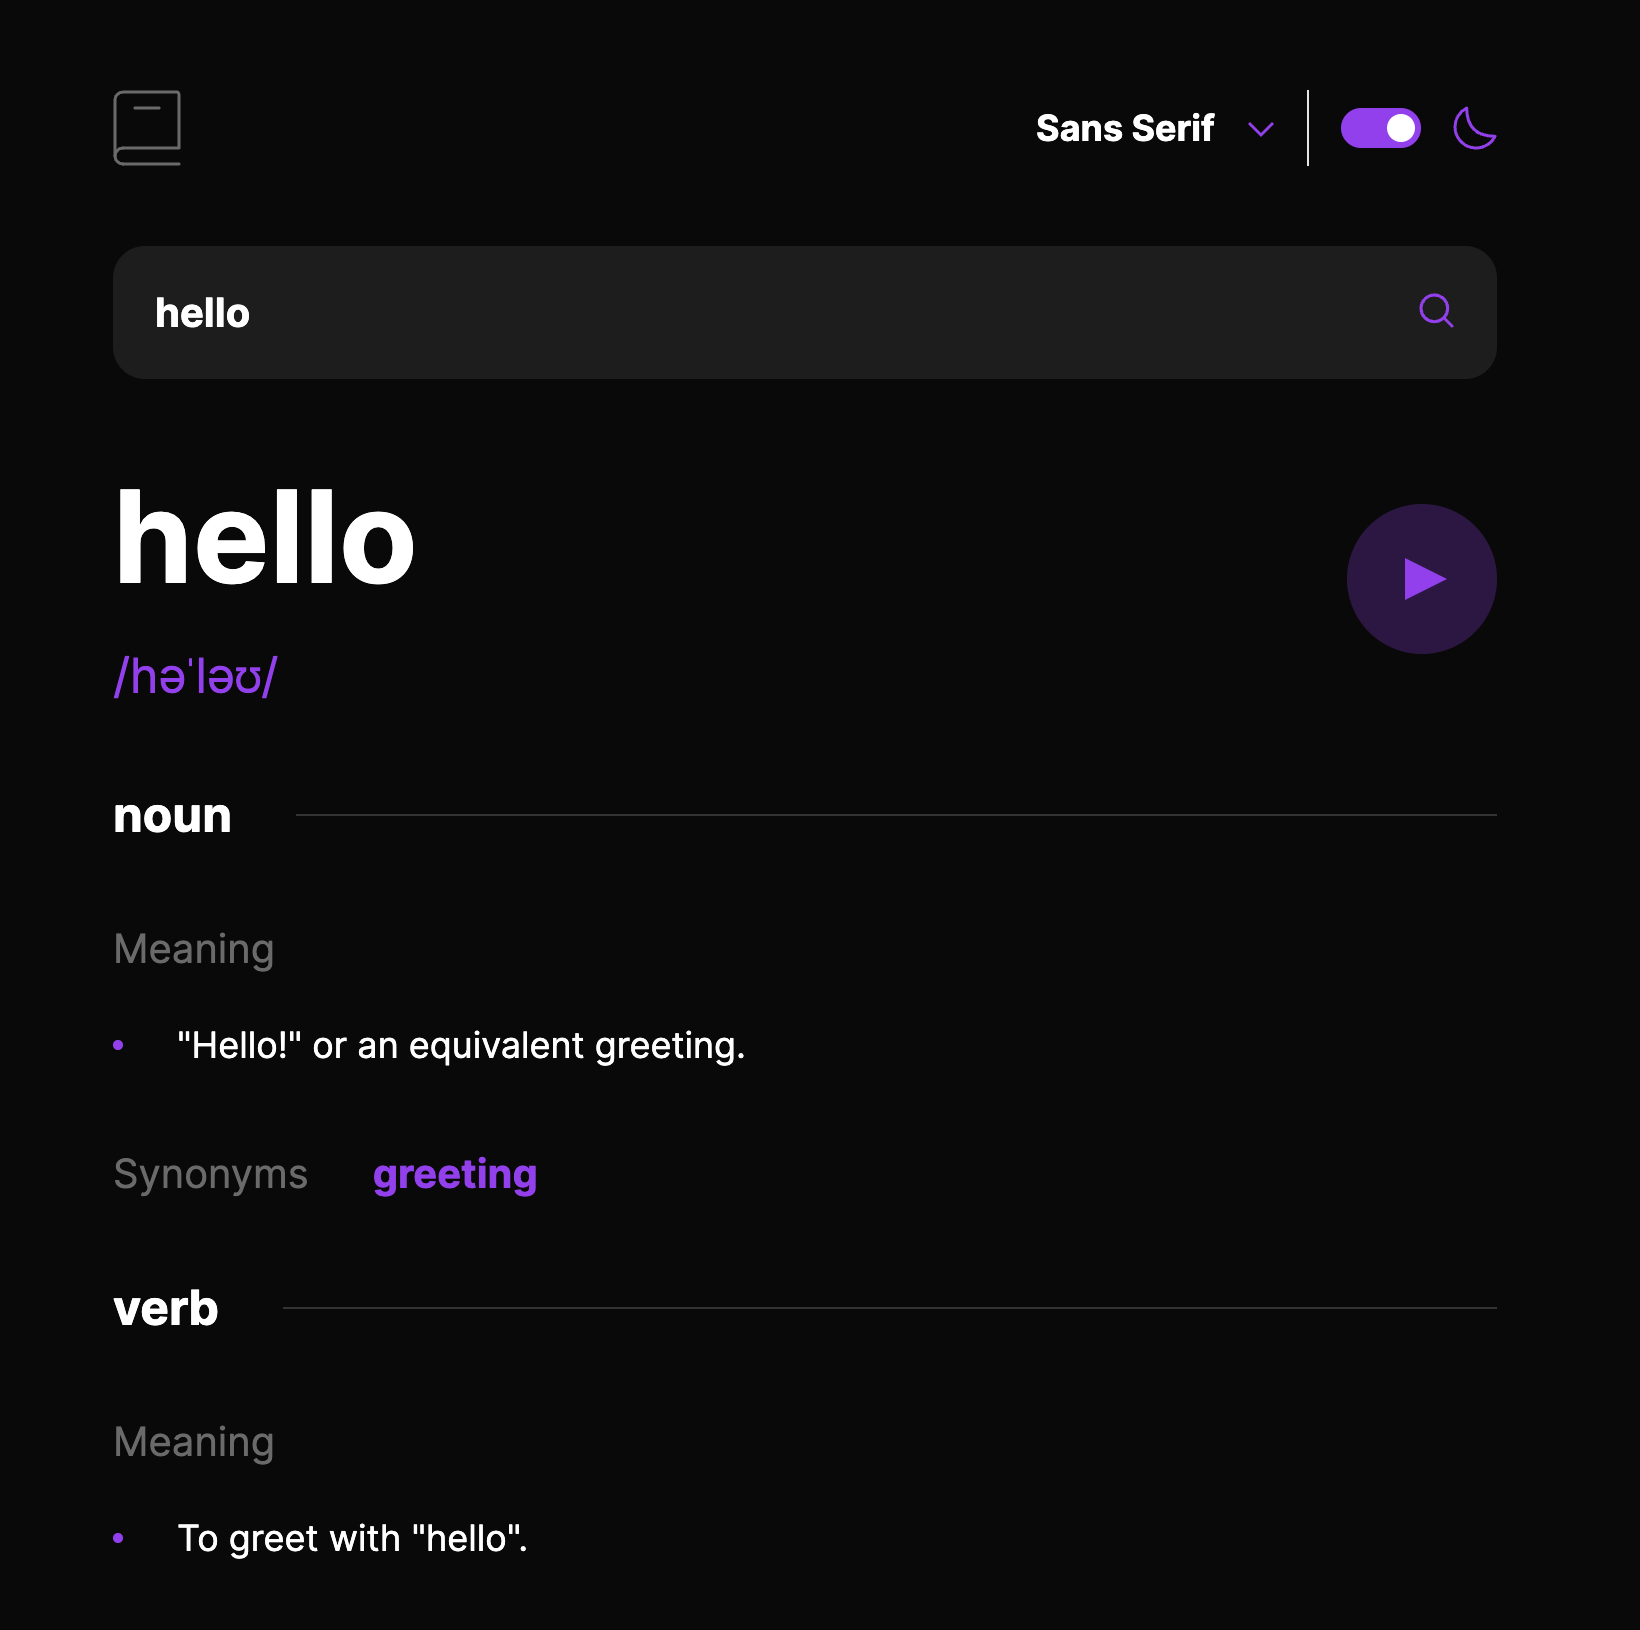 Sans Serif
hello
hello
/həˈləʊ/
noun
Meaning
• "Hello!" or an equivalent greeting.
Synonyms greeting
verb
Meaning
• To greet with "hello".